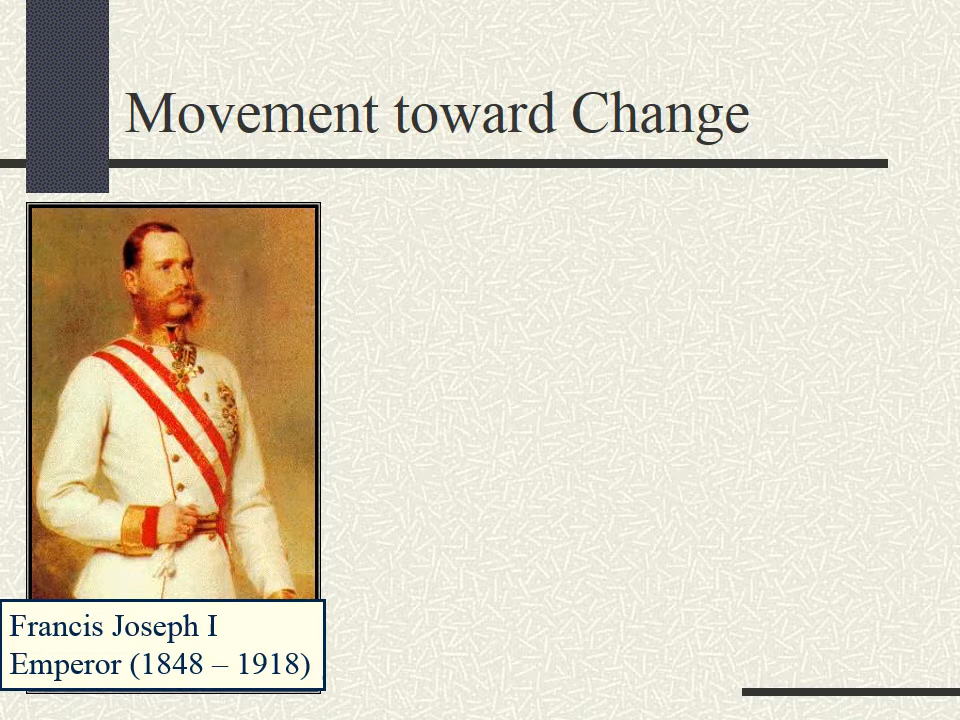 Movement toward Change
Francis Joseph I
Emperor (1848 – 1918)